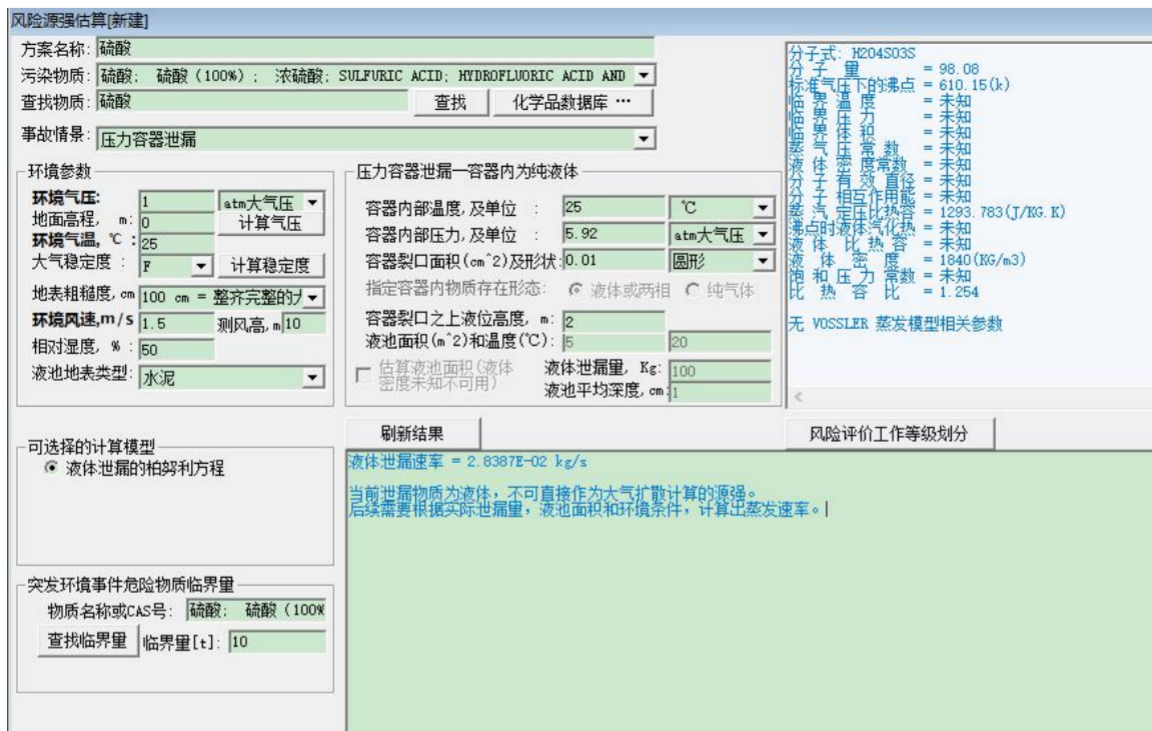 风险源强估算[新建]
方案名称: 硫酸
污染物质: 硫酸; 硫酸 (100%) ; 浓硫酸; SULFURIC ACID; HYDROFLUORIC ACID AND
查找物质: 硫酸 查找 化学品数据库 …
事故情景: 压力容器泄漏
环境参数
环境气压: 1 atm大气压
地面高程, m: 0 计算气压
环境气温, ℃ : 25
大气稳定度 : F 计算稳定度
地表粗糙度, cm 100 cm = 整齐完整的
环境风速,m/s 1.5 测风高, m 10
相对湿度, % : 50
液池地表类型: 水泥
压力容器泄漏—容器内为纯液体
容器内部温度, 及单位 : 25 ℃
容器内部压力, 及单位 : 5.92 atm大气压
容器裂口面积(cm^2)及形状: 0.01 圆形
指定容器内物质存在形态: 液体或两相 纯气体
容器裂口之上液位高度, m: 2
液池面积(m^2)和温度(℃): 5 20
估算液池面积(液体密度未知不可用)
液体泄漏量, Kg: 100
液池平均深度, cm: 1
分子式: H2O4S03S
分 子 量 = 98.08
标准气压下的沸点 = 610.15(k)
临 界 温 度 = 未知
临 界 压 力 = 未知
临 界 体 积 = 未知
蒸 气 压 常 数 = 未知
液 体 密 度 常数 = 未知
分 子 有 效 直径 = 未知
分子 相互作用能 = 未知
蒸 汽 定压比热容 = 1293.783(J/KG.K)
沸点时液体汽化热 = 未知
液 体 比 热 容 = 未知
液 体 密 度 = 1840(KG/m3)
饱 和 压 力 常数 = 未知
比 热 容 比 = 1.254
无 VOSSLER 蒸发模型相关参数
刷新结果
风险评价工作等级划分
可选择的计算模型
液体泄漏的柏努利方程
液体泄漏速率 = 2.8387E-02 kg/s
当前泄漏物质为液体, 不可直接作为大气扩散计算的源强。
后续需要根据实际泄漏量, 液池面积和环境条件, 计算出蒸发速率。
突发环境事件危险物质临界量
物质名称或CAS号: 硫酸; 硫酸 (100%
查找临界量 临界量[t]: 10